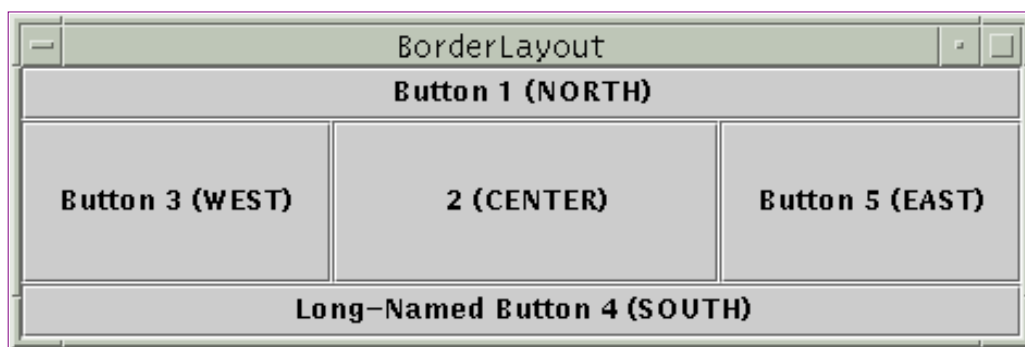 BorderLayout
Button 1 (NORTH)
Button 3 (WEST) 2 (CENTER) Button 5 (EAST)
Long-Named Button 4 (SOUTH)